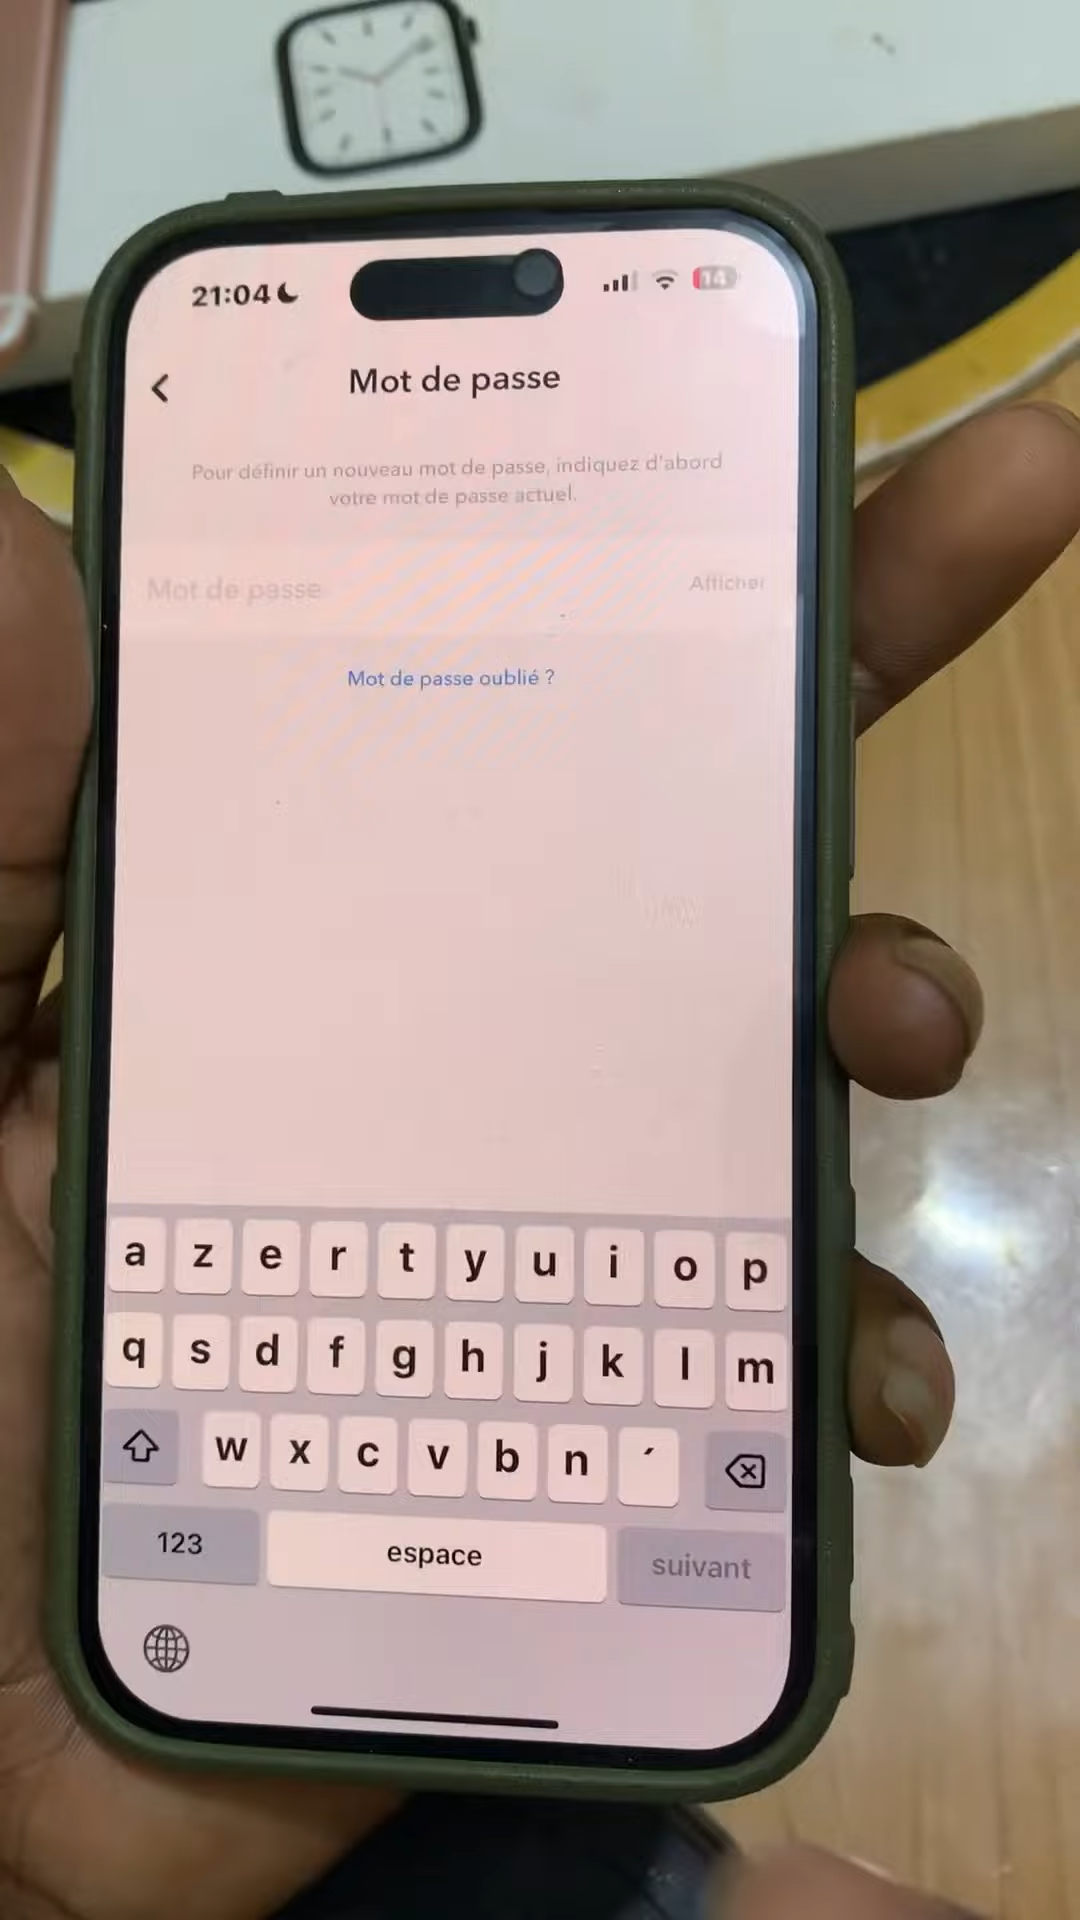 21:04
14
Mot de passe
Pour définir un nouveau mot de passe, indiquez d'abord
votre mot de passe actuel.
Mot de passe
Afficher
Mot de passe oublié ?
a z e r t y u i o p
q s d f g h j k l m
w x c v b n ´
123 espace suivant